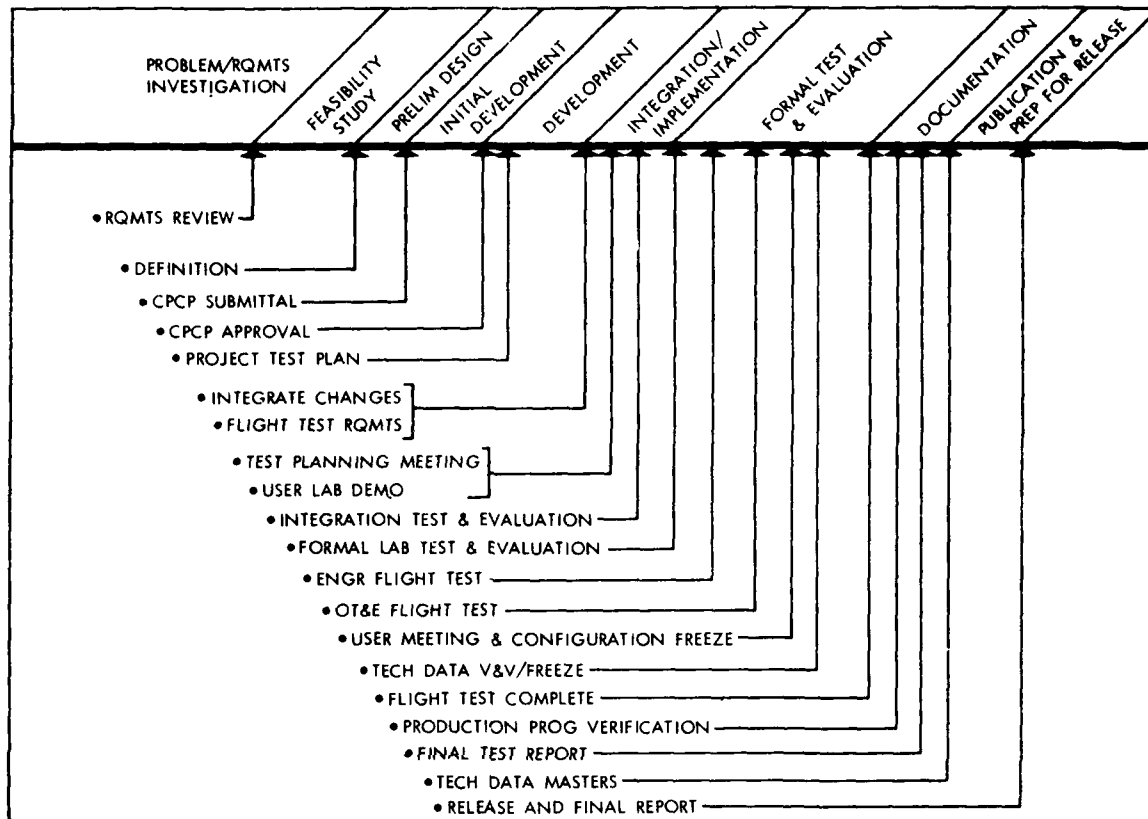 PROBLEM/RQMTS
INVESTIGATION
FEASIBILITY
STUDY
PRELIM DESIGN
INITIAL
DEVELOPMENT
DEVELOPMENT
INTEGRATION/
IMPLEMENTATION
FORMAL TEST
& EVALUATION
DOCUMENTATION
PUBLICATION &
PREP FOR RELEASE
• RQMTS REVIEW
• DEFINITION
• CPCP SUBMITTAL
• CPCP APPROVAL
• PROJECT TEST PLAN
• INTEGRATE CHANGES
• FLIGHT TEST RQMTS
• TEST PLANNING MEETING
• USER LAB DEMO
• INTEGRATION TEST & EVALUATION
• FORMAL LAB TEST & EVALUATION
• ENGR FLIGHT TEST
• OT&E FLIGHT TEST
• USER MEETING & CONFIGURATION FREEZE
• TECH DATA V&V/FREEZE
• FLIGHT TEST COMPLETE
• PRODUCTION PROG VERIFICATION
• FINAL TEST REPORT
• TECH DATA MASTERS
• RELEASE AND FINAL REPORT